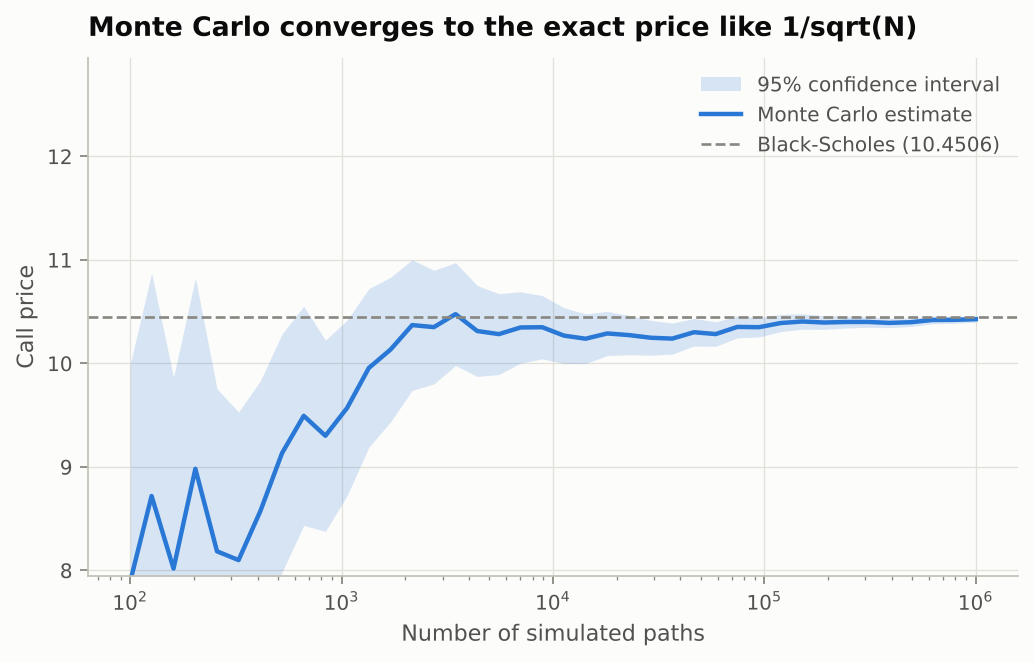 Monte Carlo converges to the exact price like 1/sqrt(N)
95% confidence interval
Monte Carlo estimate
Black-Scholes (10.4506)
12
11
10
9
8
Call price
10² 10³ 10⁴ 10⁵ 10⁶
Number of simulated paths